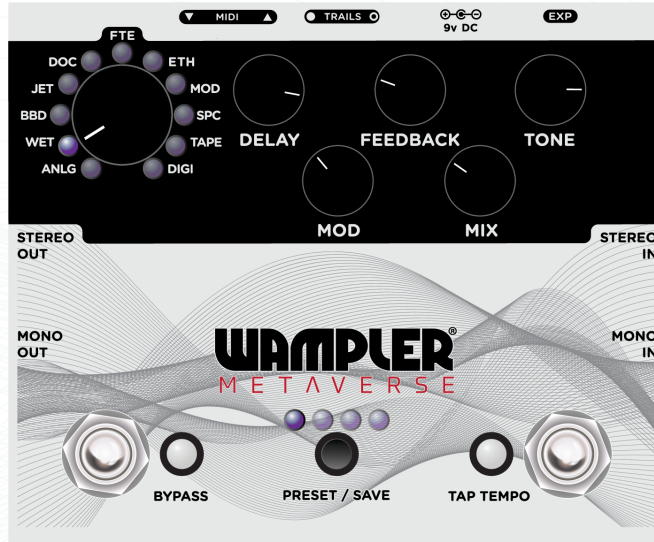 MIDI
TRAILS
9v DC
EXP
FTE
DOC
ETH
JET
MOD
BBD
SPC
WET
TAPE
ANLG
DIGI
DELAY
FEEDBACK
TONE
MOD
MIX
STEREO
OUT
STEREO
IN
MONO
OUT
MONO
IN
WAMPLER®
METAVERSE
BYPASS
PRESET / SAVE
TAP TEMPO